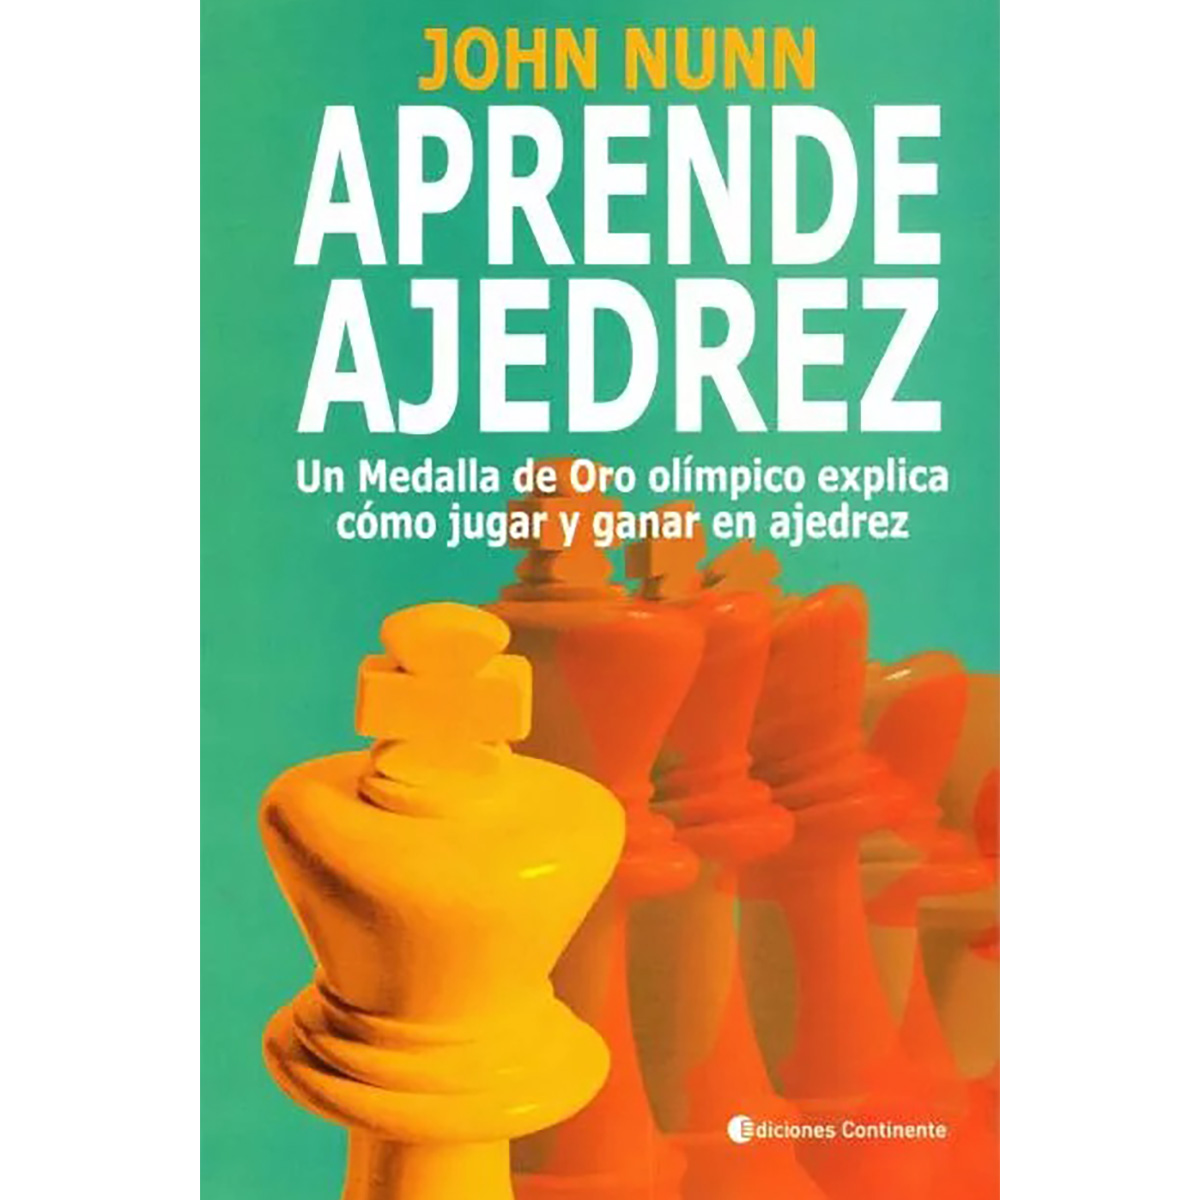 JOHN NUNN
APRENDE
AJEDREZ
Un Medalla de Oro olímpico explica
cómo jugar y ganar en ajedrez
Ediciones Continente